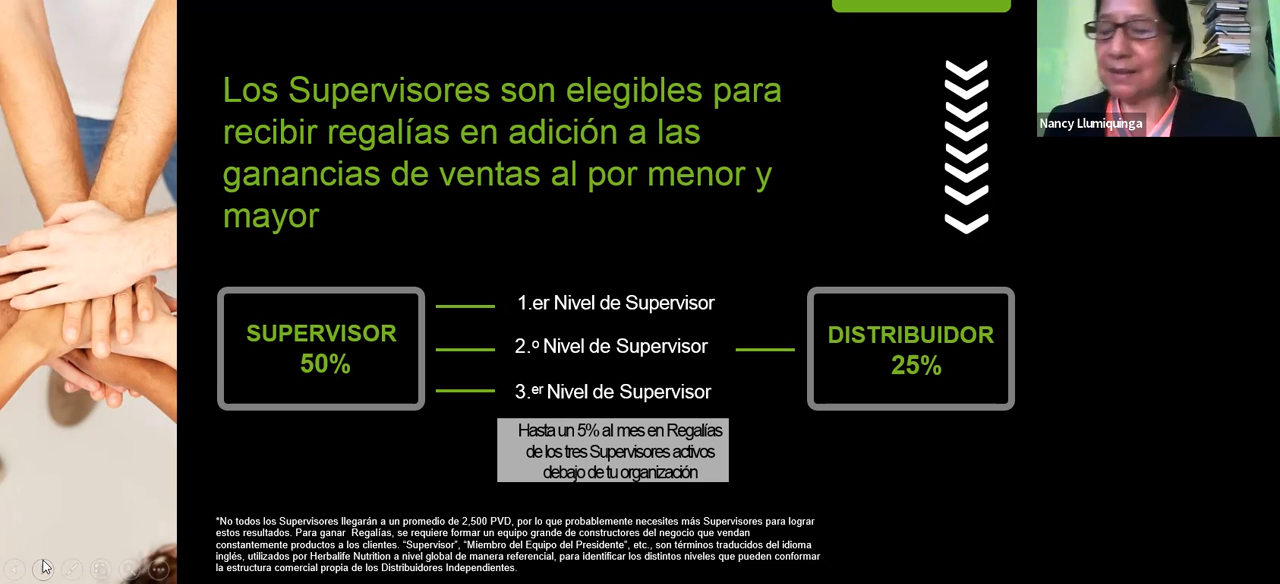 Los Supervisores son elegibles para
recibir regalías en adición a las
ganancias de ventas al por menor y
mayor
Nancy Llumiquinga
SUPERVISOR
50%
1.er Nivel de Supervisor
2.º Nivel de Supervisor
3.er Nivel de Supervisor
DISTRIBUIDOR
25%
Hasta un 5% al mes en Regalías
de los tres Supervisores activos
debajo de tu organización
*No todos los Supervisores llegarán a un promedio de 2,500 PVD, por lo que probablemente necesites más Supervisores para lograr
estos resultados. Para ganar Regalías, se requiere formar un equipo grande de constructores del negocio que vendan
constantemente productos a los clientes. “Supervisor”, “Miembro del Equipo del Presidente”, etc., son términos traducidos del idioma
inglés, utilizados por Herbalife Nutrition a nivel global de manera referencial, para identificar los distintos niveles que pueden conformar
la estructura comercial propia de los Distribuidores Independientes.